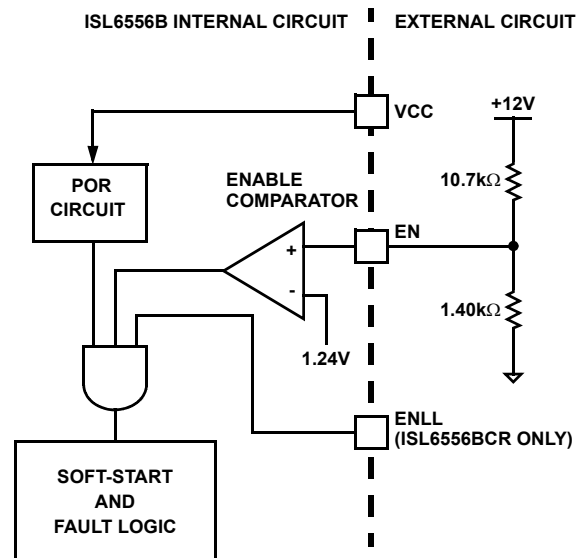 ISL6556B INTERNAL CIRCUIT
EXTERNAL CIRCUIT
VCC
+12V
POR
CIRCUIT
ENABLE
COMPARATOR
10.7kΩ
EN
+
-
1.40kΩ
1.24V
ENLL
(ISL6556BCR ONLY)
SOFT-START
AND
FAULT LOGIC